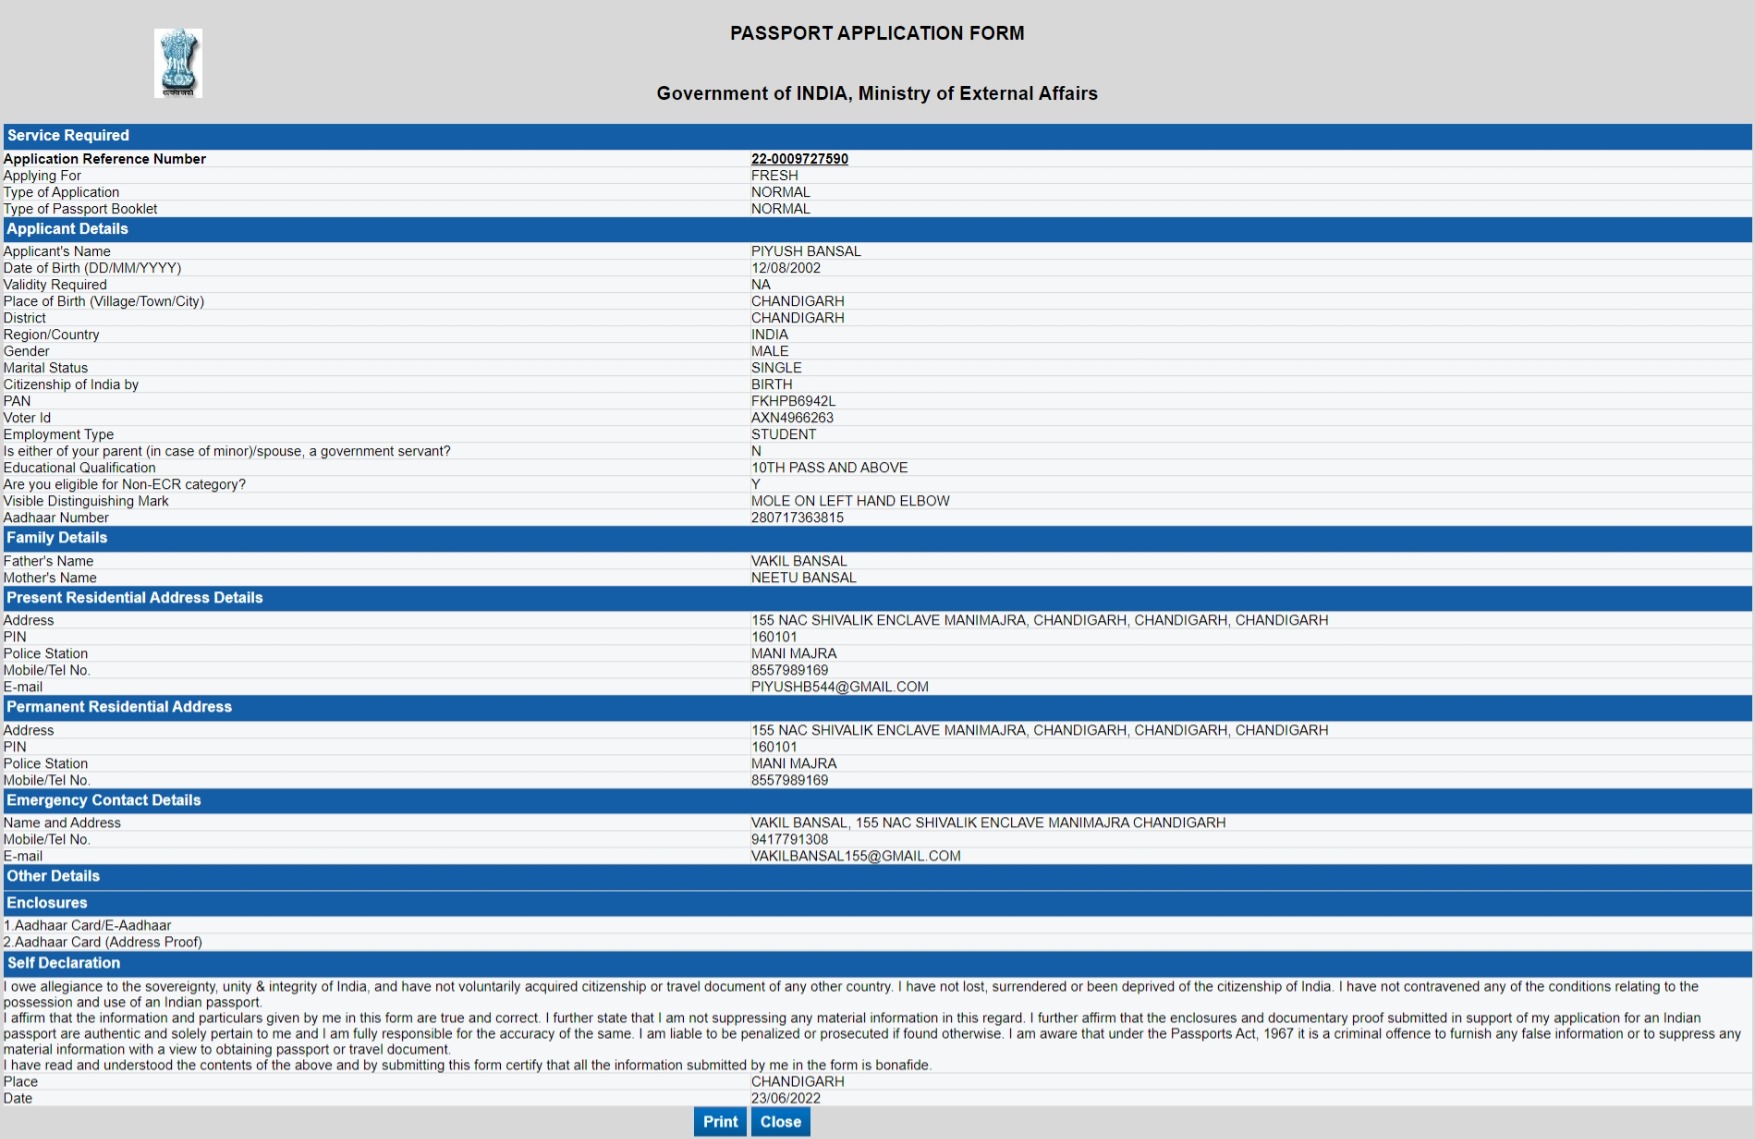 PASSPORT APPLICATION FORM
Government of INDIA, Ministry of External Affairs
Service Required
Application Reference Number 22-0009727590
Applying For FRESH
Type of Application NORMAL
Type of Passport Booklet NORMAL
Applicant Details
Applicant's Name PIYUSH BANSAL
Date of Birth (DD/MM/YYYY) 12/08/2002
Validity Required NA
Place of Birth (Village/Town/City) CHANDIGARH
District CHANDIGARH
Region/Country INDIA
Gender MALE
Marital Status SINGLE
Citizenship of India by BIRTH
PAN FKHPB6942L
Voter Id AXN4966263
Employment Type STUDENT
Is either of your parent (in case of minor)/spouse, a government servant? N
Educational Qualification 10TH PASS AND ABOVE
Are you eligible for Non-ECR category? Y
Visible Distinguishing Mark MOLE ON LEFT HAND ELBOW
Aadhaar Number 280717363815
Family Details
Father's Name VAKIL BANSAL
Mother's Name NEETU BANSAL
Present Residential Address Details
Address 155 NAC SHIVALIK ENCLAVE MANIMAJRA, CHANDIGARH, CHANDIGARH, CHANDIGARH
PIN 160101
Police Station MANI MAJRA
Mobile/Tel No. 8557989169
E-mail PIYUSHB544@GMAIL.COM
Permanent Residential Address
Address 155 NAC SHIVALIK ENCLAVE MANIMAJRA, CHANDIGARH, CHANDIGARH, CHANDIGARH
PIN 160101
Police Station MANI MAJRA
Mobile/Tel No. 8557989169
Emergency Contact Details
Name and Address VAKIL BANSAL, 155 NAC SHIVALIK ENCLAVE MANIMAJRA CHANDIGARH
Mobile/Tel No. 9417791308
E-mail VAKILBANSAL155@GMAIL.COM
Other Details
Enclosures
1.Aadhaar Card/E-Aadhaar
2.Aadhaar Card (Address Proof)
Self Declaration
I owe allegiance to the sovereignty, unity & integrity of India, and have not voluntarily acquired citizenship or travel document of any other country. I have not lost, surrendered or been deprived of the citizenship of India. I have not contravened any of the conditions relating to the
possession and use of an Indian passport.
I affirm that the information and particulars given by me in this form are true and correct. I further state that I am not suppressing any material information in this regard. I further affirm that the enclosures and documentary proof submitted in support of my application for an Indian
passport are authentic and solely pertain to me and I am fully responsible for the accuracy of the same. I am liable to be penalized or prosecuted if found otherwise. I am aware that under the Passports Act, 1967 it is a criminal offence to furnish any false information or to suppress any
material information with a view to obtaining passport or travel document.
I have read and understood the contents of the above and by submitting this form certify that all the information submitted by me in the form is bonafide.
Place CHANDIGARH
Date 23/06/2022
Print Close